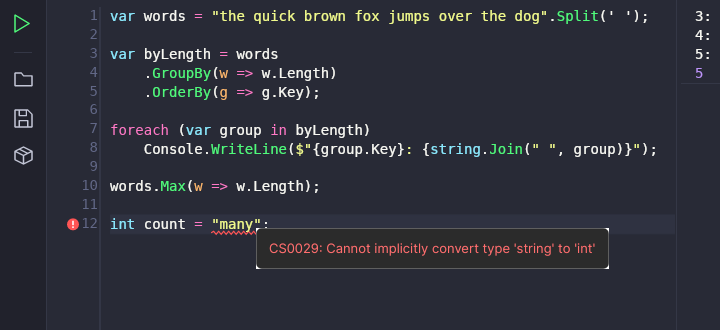 1 var words = "the quick brown fox jumps over the dog".Split(' ');
2
3 var byLength = words
4     .GroupBy(w => w.Length)
5     .OrderBy(g => g.Key);
6
7 foreach (var group in byLength)
8     Console.WriteLine($"{group.Key}: {string.Join(" ", group)}");
9
10 words.Max(w => w.Length);
11
12 int count = "many";
CS0029: Cannot implicitly convert type 'string' to 'int'
3:
4:
5:
5